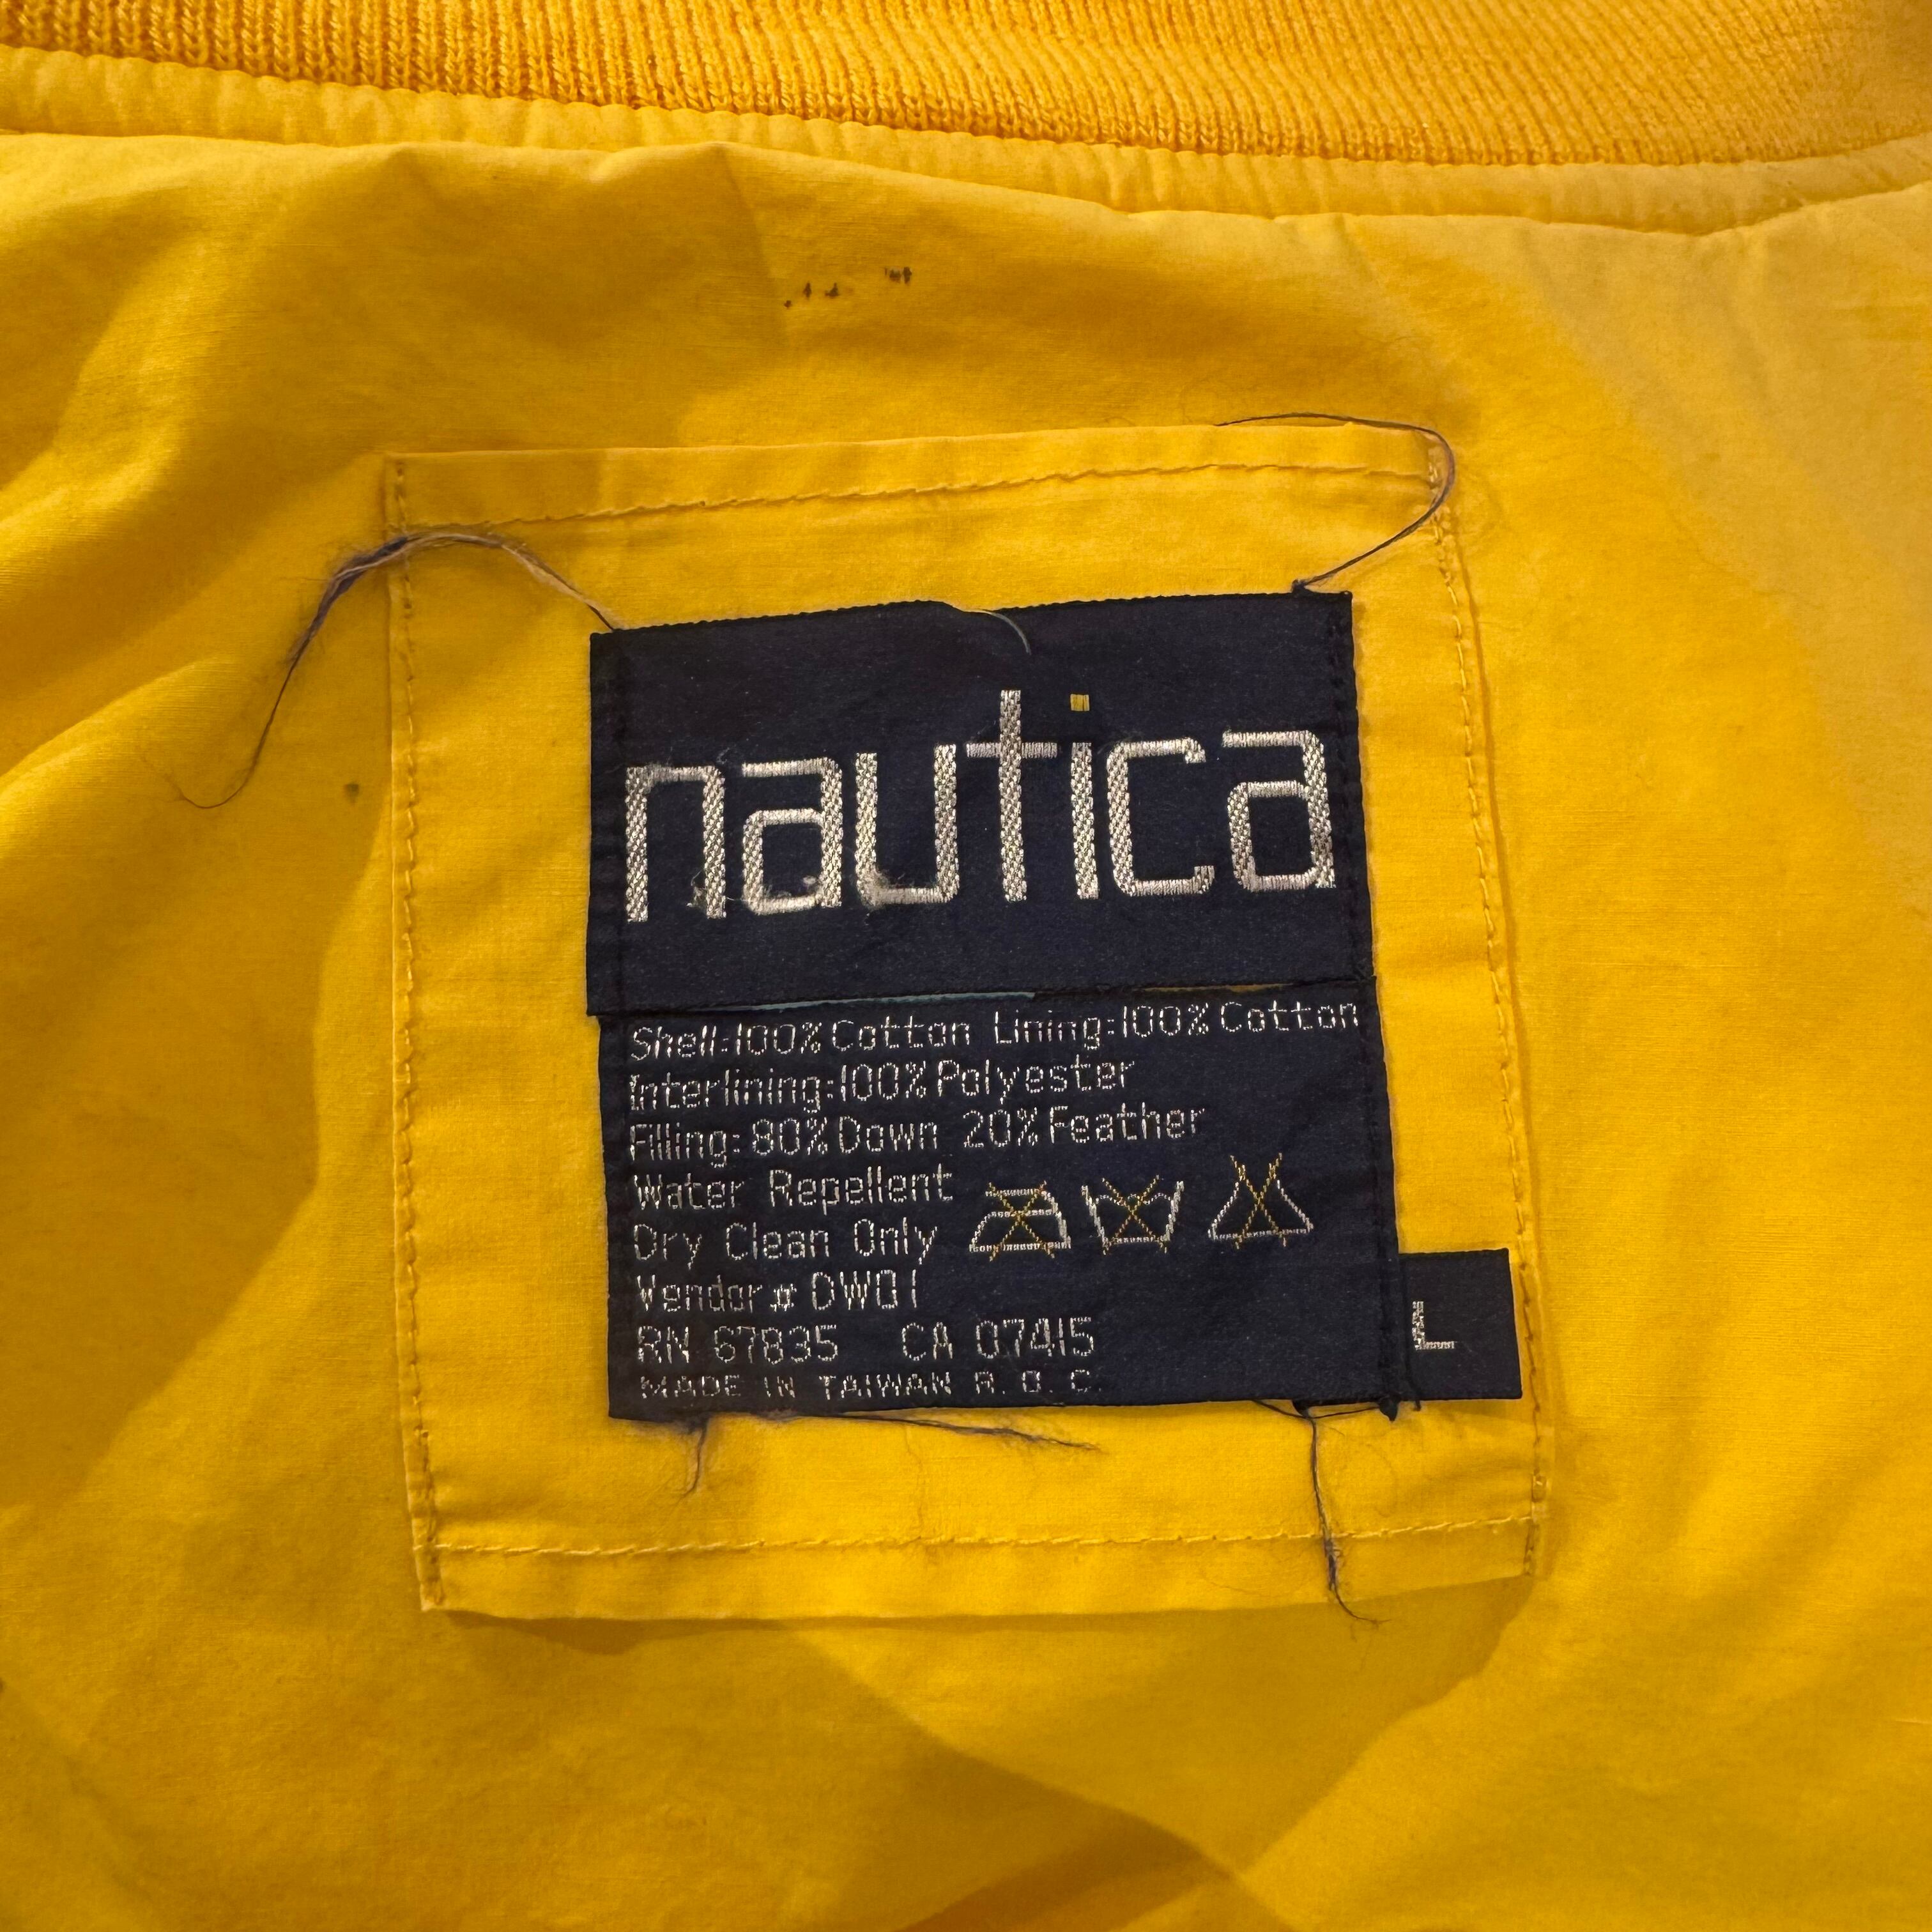 nautica
Shell:100% Cotton Lining:100% Cotton
Interlining:100% Polyester
Filling: 80% Down 20% Feather
Water Repellent
Dry Clean Only
Vendor# DW01
RN 67835 CA 07415
MADE IN TAIWAN R. O. C.
L